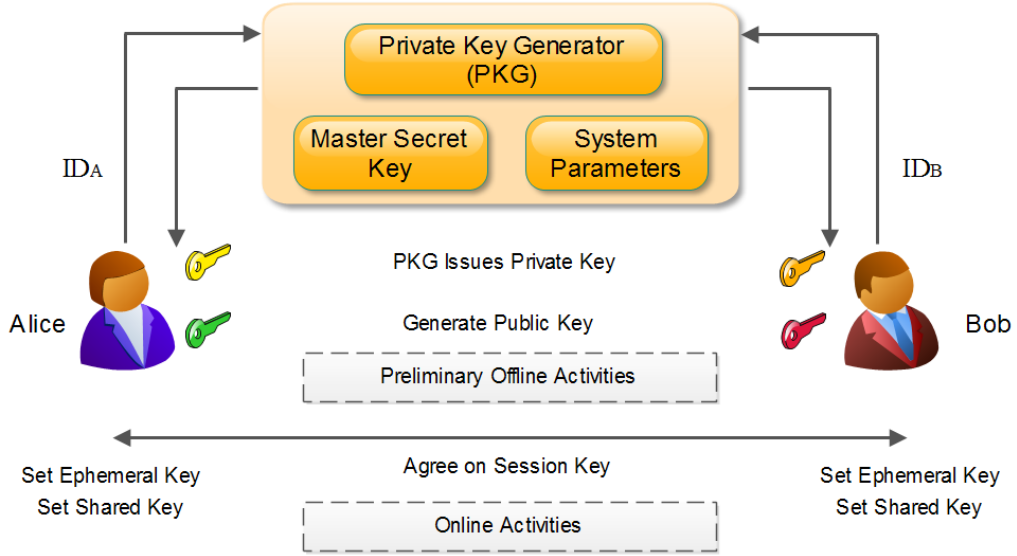 Private Key Generator
(PKG)
Master Secret
Key
System
Parameters
IDA
IDB
PKG Issues Private Key
Alice
Generate Public Key
Bob
Preliminary Offline Activities
Agree on Session Key
Set Ephemeral Key
Set Shared Key
Set Ephemeral Key
Set Shared Key
Online Activities